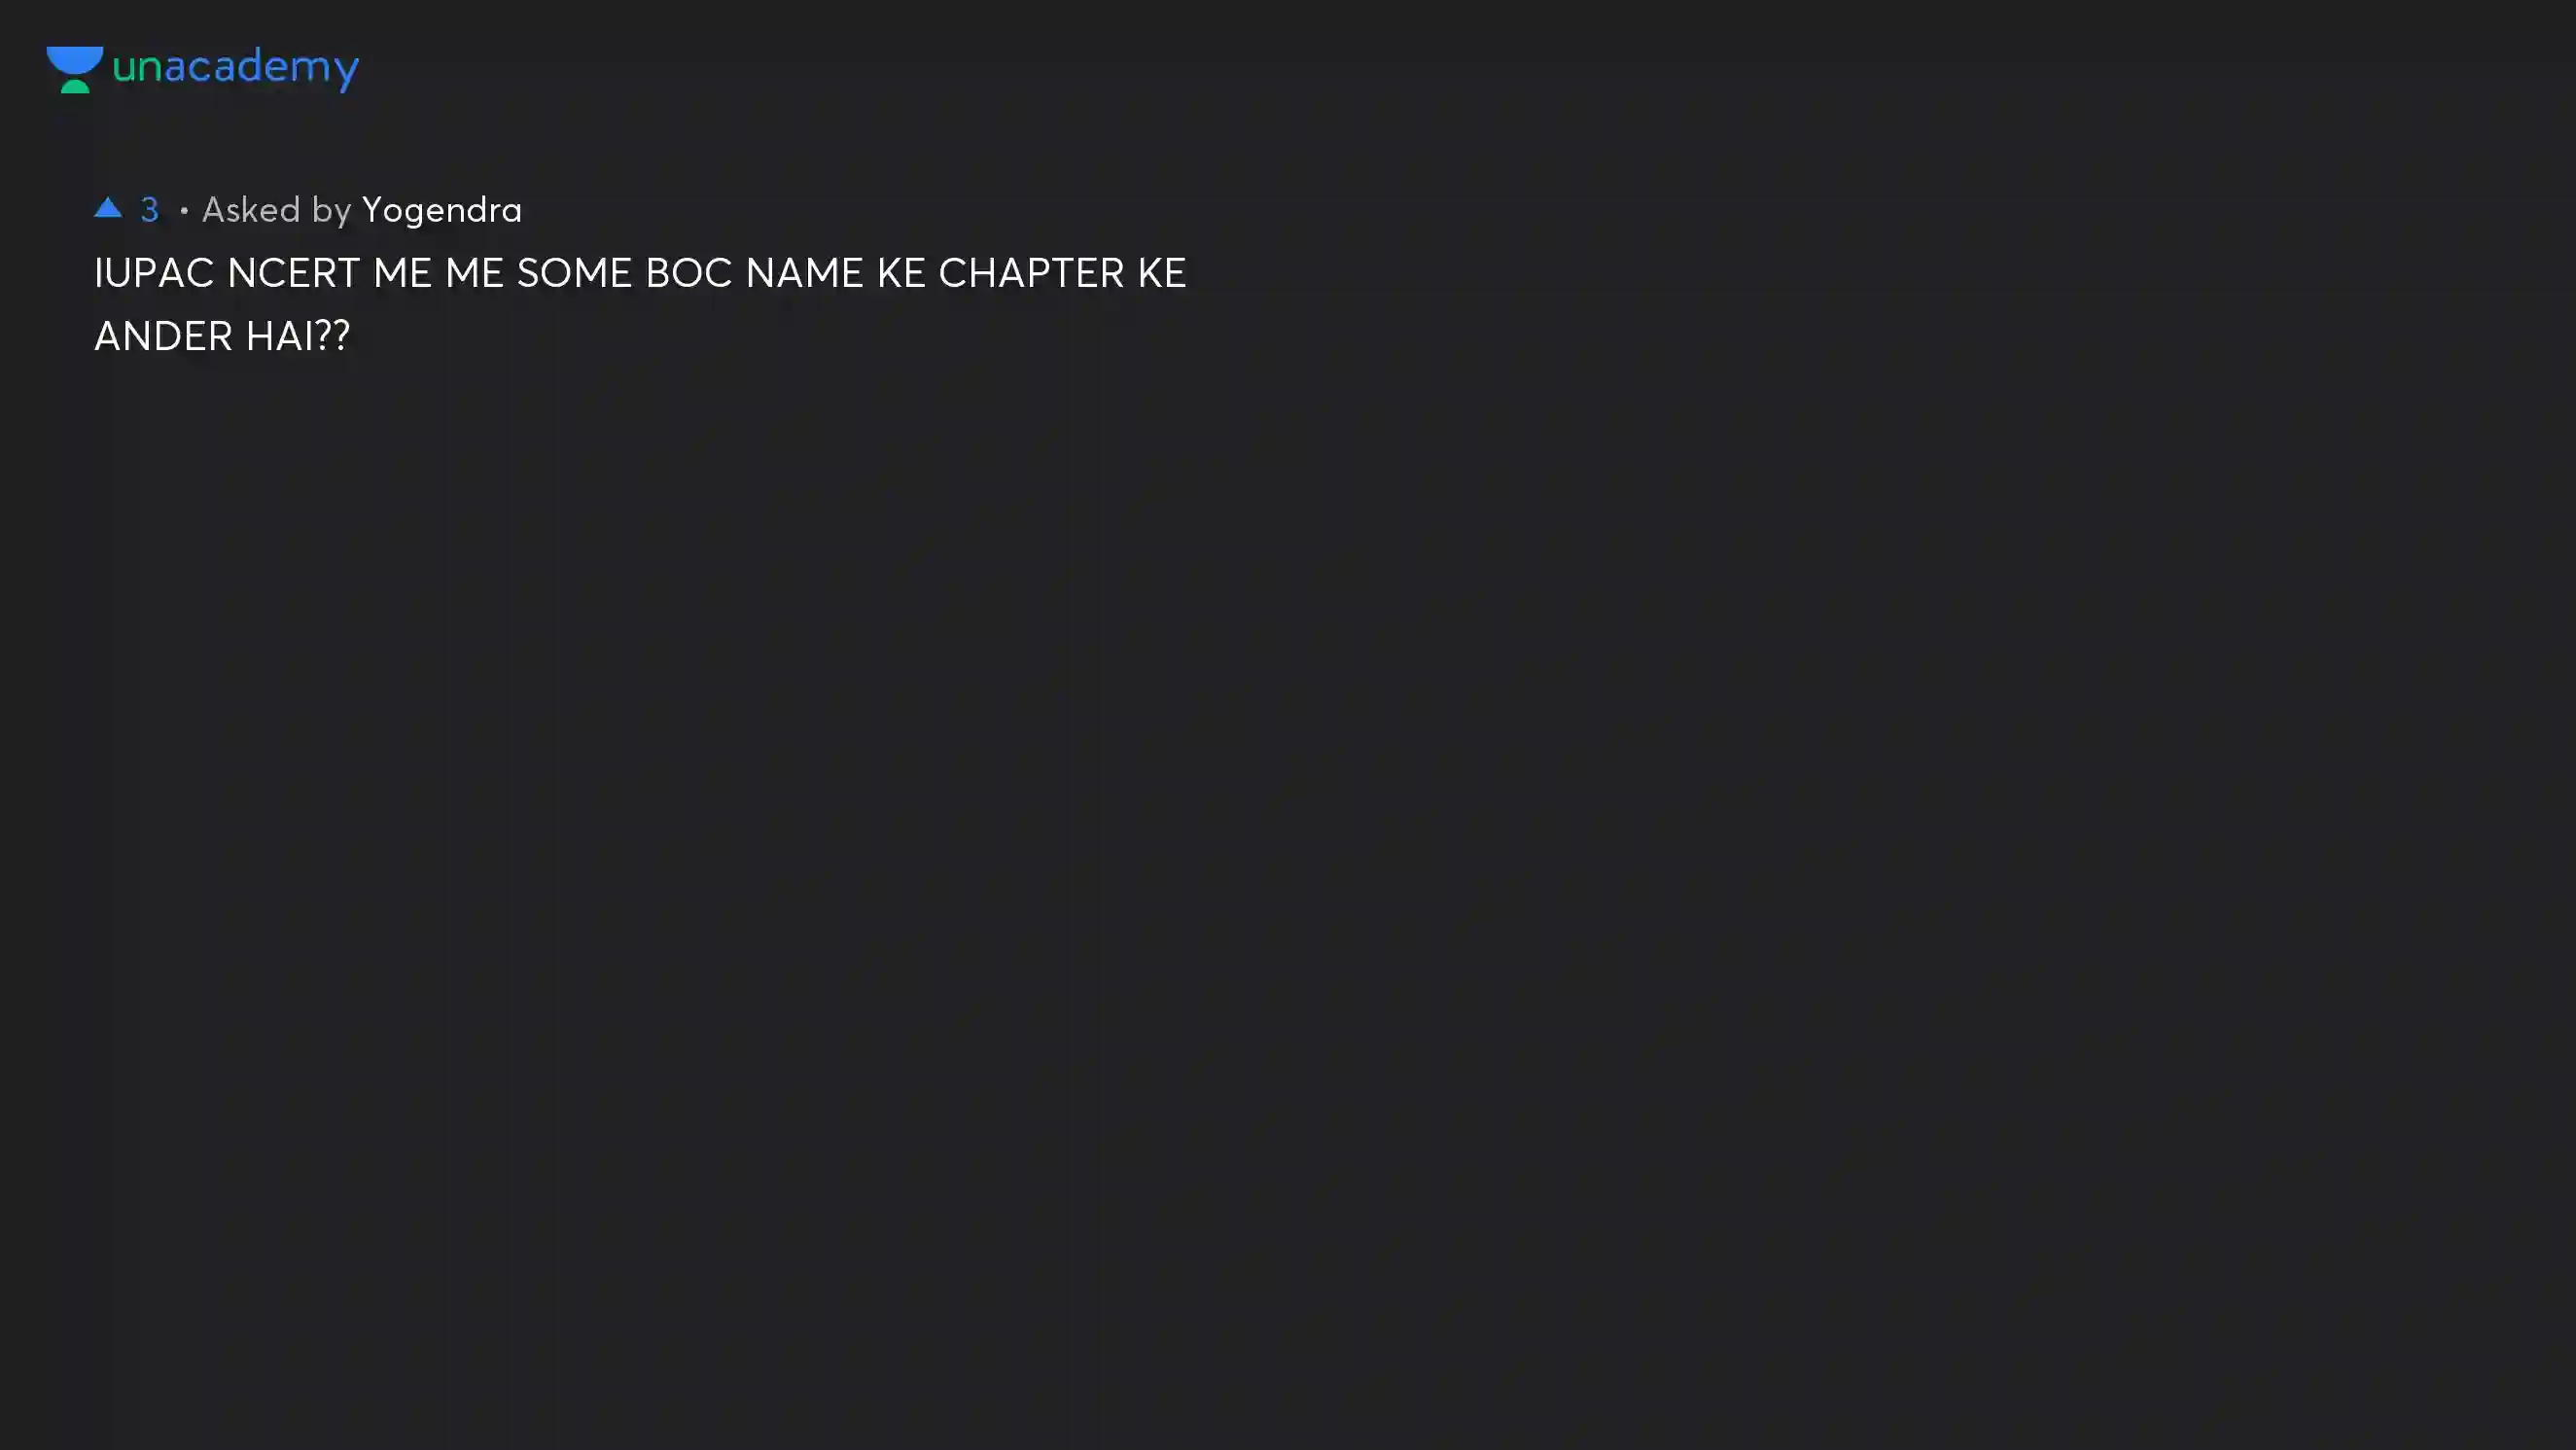 unacademy
3 • Asked by Yogendra
IUPAC NCERT ME ME SOME BOC NAME KE CHAPTER KE
ANDER HAI??